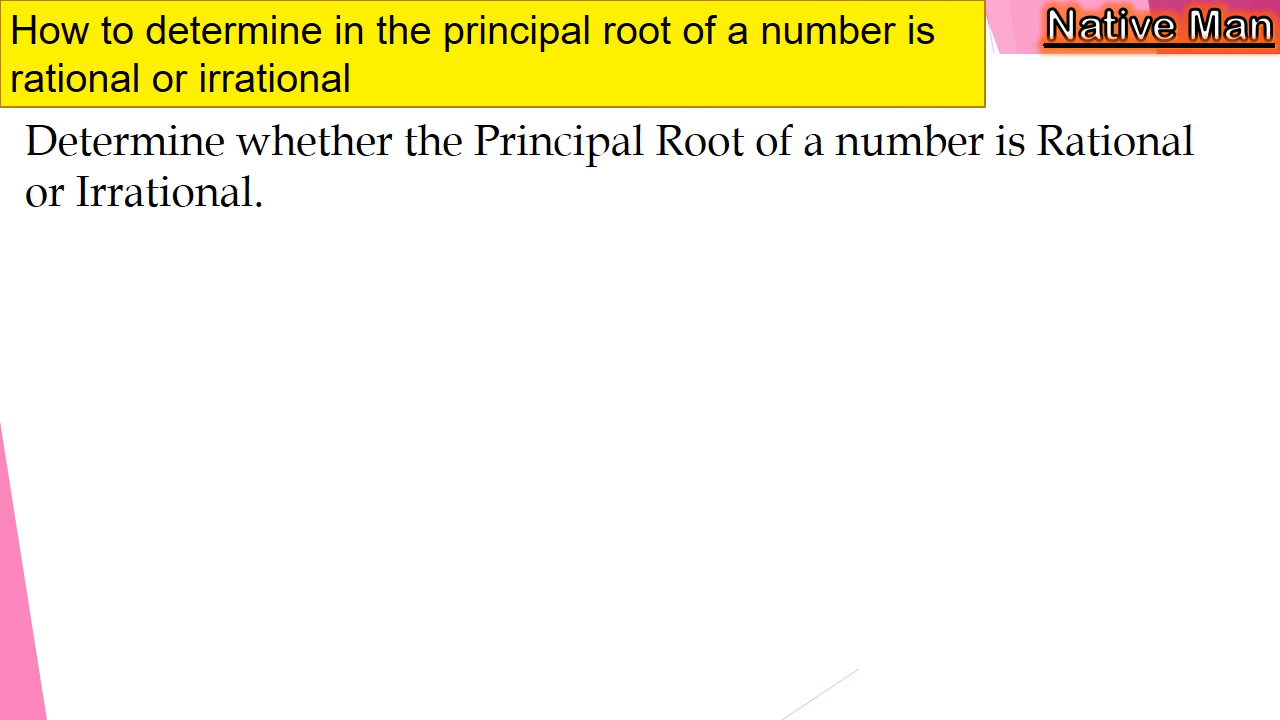 How to determine in the principal root of a number is
rational or irrational
Native Man
Determine whether the Principal Root of a number is Rational
or Irrational.